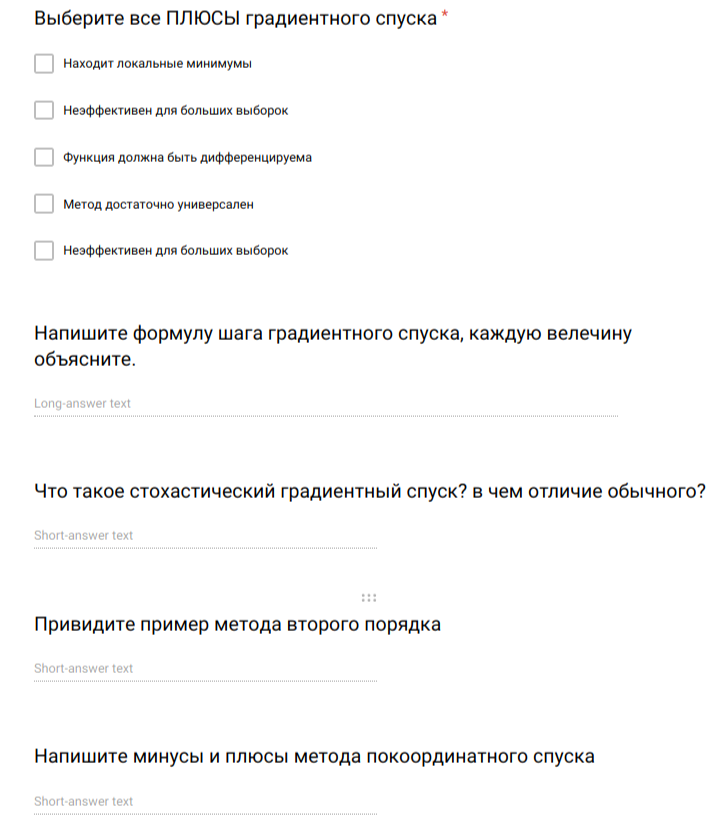 Выберите все ПЛЮСЫ градиентного спуска *
Находит локальные минимумы
Неэффективен для больших выборок
Функция должна быть дифференцируема
Метод достаточно универсален
Неэффективен для больших выборок
Напишите формулу шага градиентного спуска, каждую велечину
объясните.
Long-answer text
Что такое стохастический градиентный спуск? в чем отличие обычного?
Short-answer text
Привидите пример метода второго порядка
Short-answer text
Напишите минусы и плюсы метода покоординатного спуска
Short-answer text